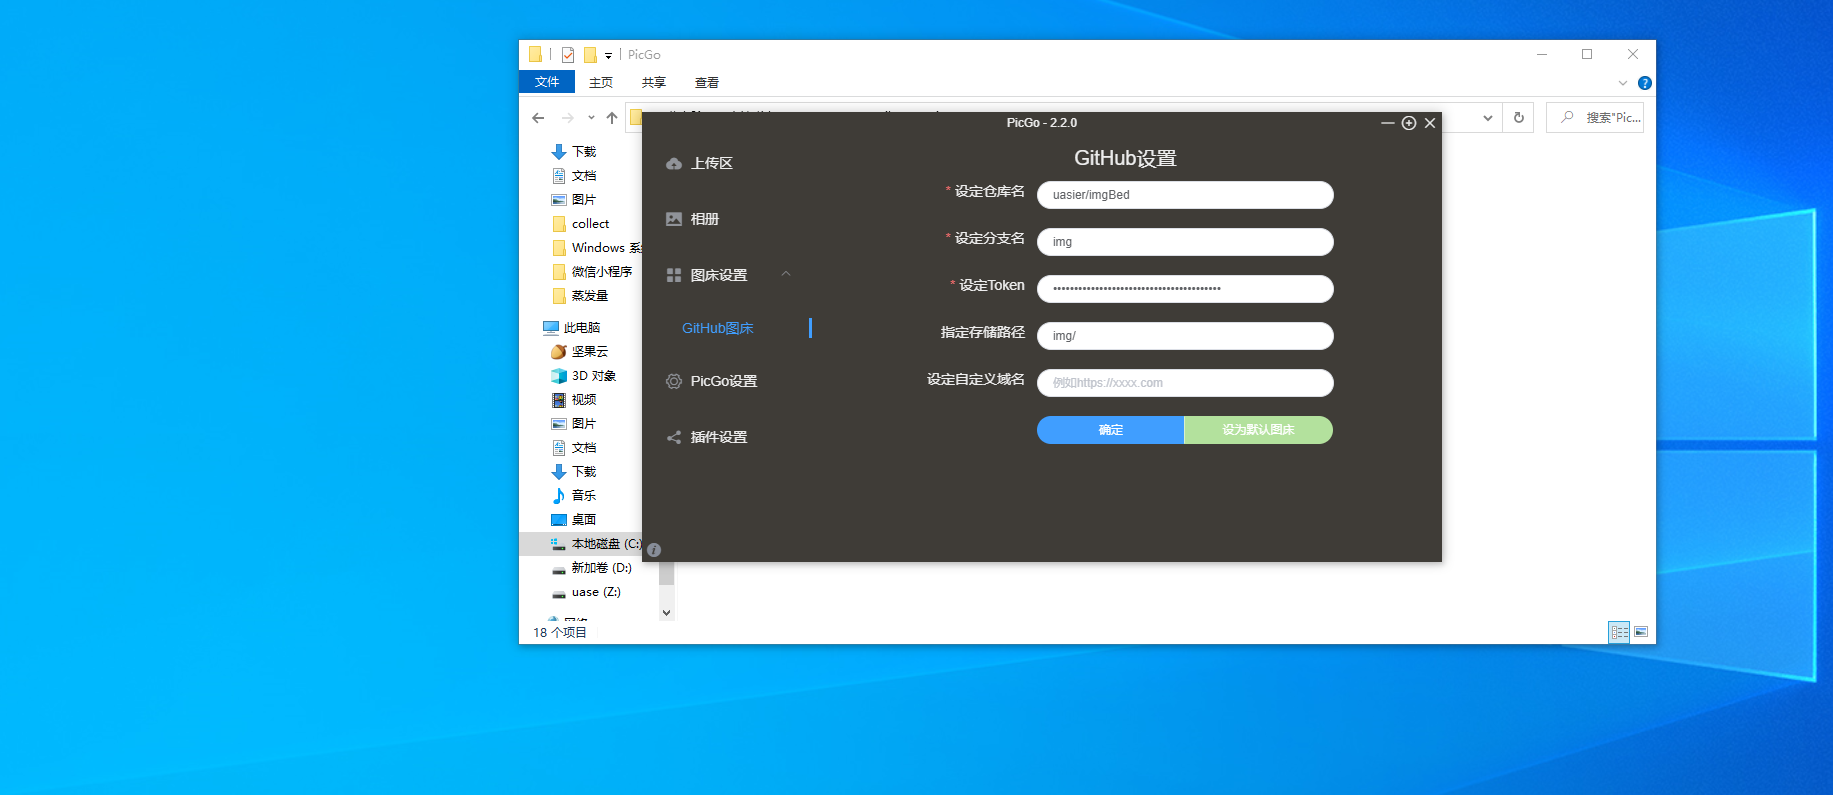 PicGo
文件 主页 共享 查看
搜索"Pic...
下载
文档
图片
collect
Windows 系
微信小程序
蒸发量
此电脑
坚果云
3D 对象
视频
图片
文档
下载
音乐
桌面
本地磁盘 (C:)
新加卷 (D:)
uase (Z:)
18 个项目
PicGo - 2.2.0
上传区
相册
图床设置
GitHub图床
PicGo设置
插件设置
GitHub设置
* 设定仓库名 uasier/imgBed
* 设定分支名 img
* 设定Token ••••••••••••••••••••••••••••••••••••••••
指定存储路径 img/
设定自定义域名 例如https://xxxx.com
确定 设为默认图床